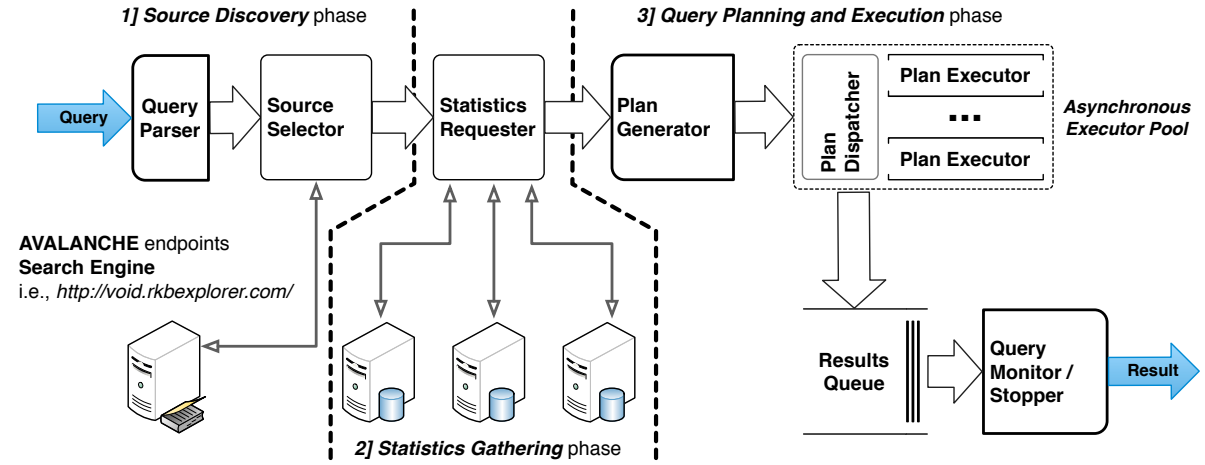 1] Source Discovery phase
3] Query Planning and Execution phase
Query
Query
Parser
Source
Selector
Statistics
Requester
Plan
Generator
Plan
Dispatcher
Plan Executor
...
Plan Executor
Asynchronous
Executor Pool
AVALANCHE endpoints
Search Engine
i.e., http://void.rkbexplorer.com/
Results
Queue
Query
Monitor /
Stopper
Result
2] Statistics Gathering phase